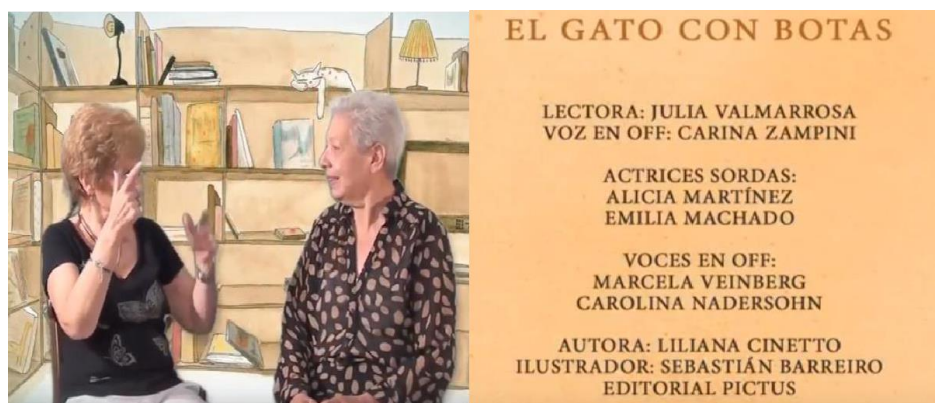 EL GATO CON BOTAS
LECTORA: JULIA VALMARROSA
VOZ EN OFF: CARINA ZAMPINI
ACTRICES SORDAS:
ALICIA MARTÍNEZ
EMILIA MACHADO
VOCES EN OFF:
MARCELA VEINBERG
CAROLINA NADERSOHN
AUTORA: LILIANA CINETTO
ILUSTRADOR: SEBASTIÁN BARREIRO
EDITORIAL PICTUS